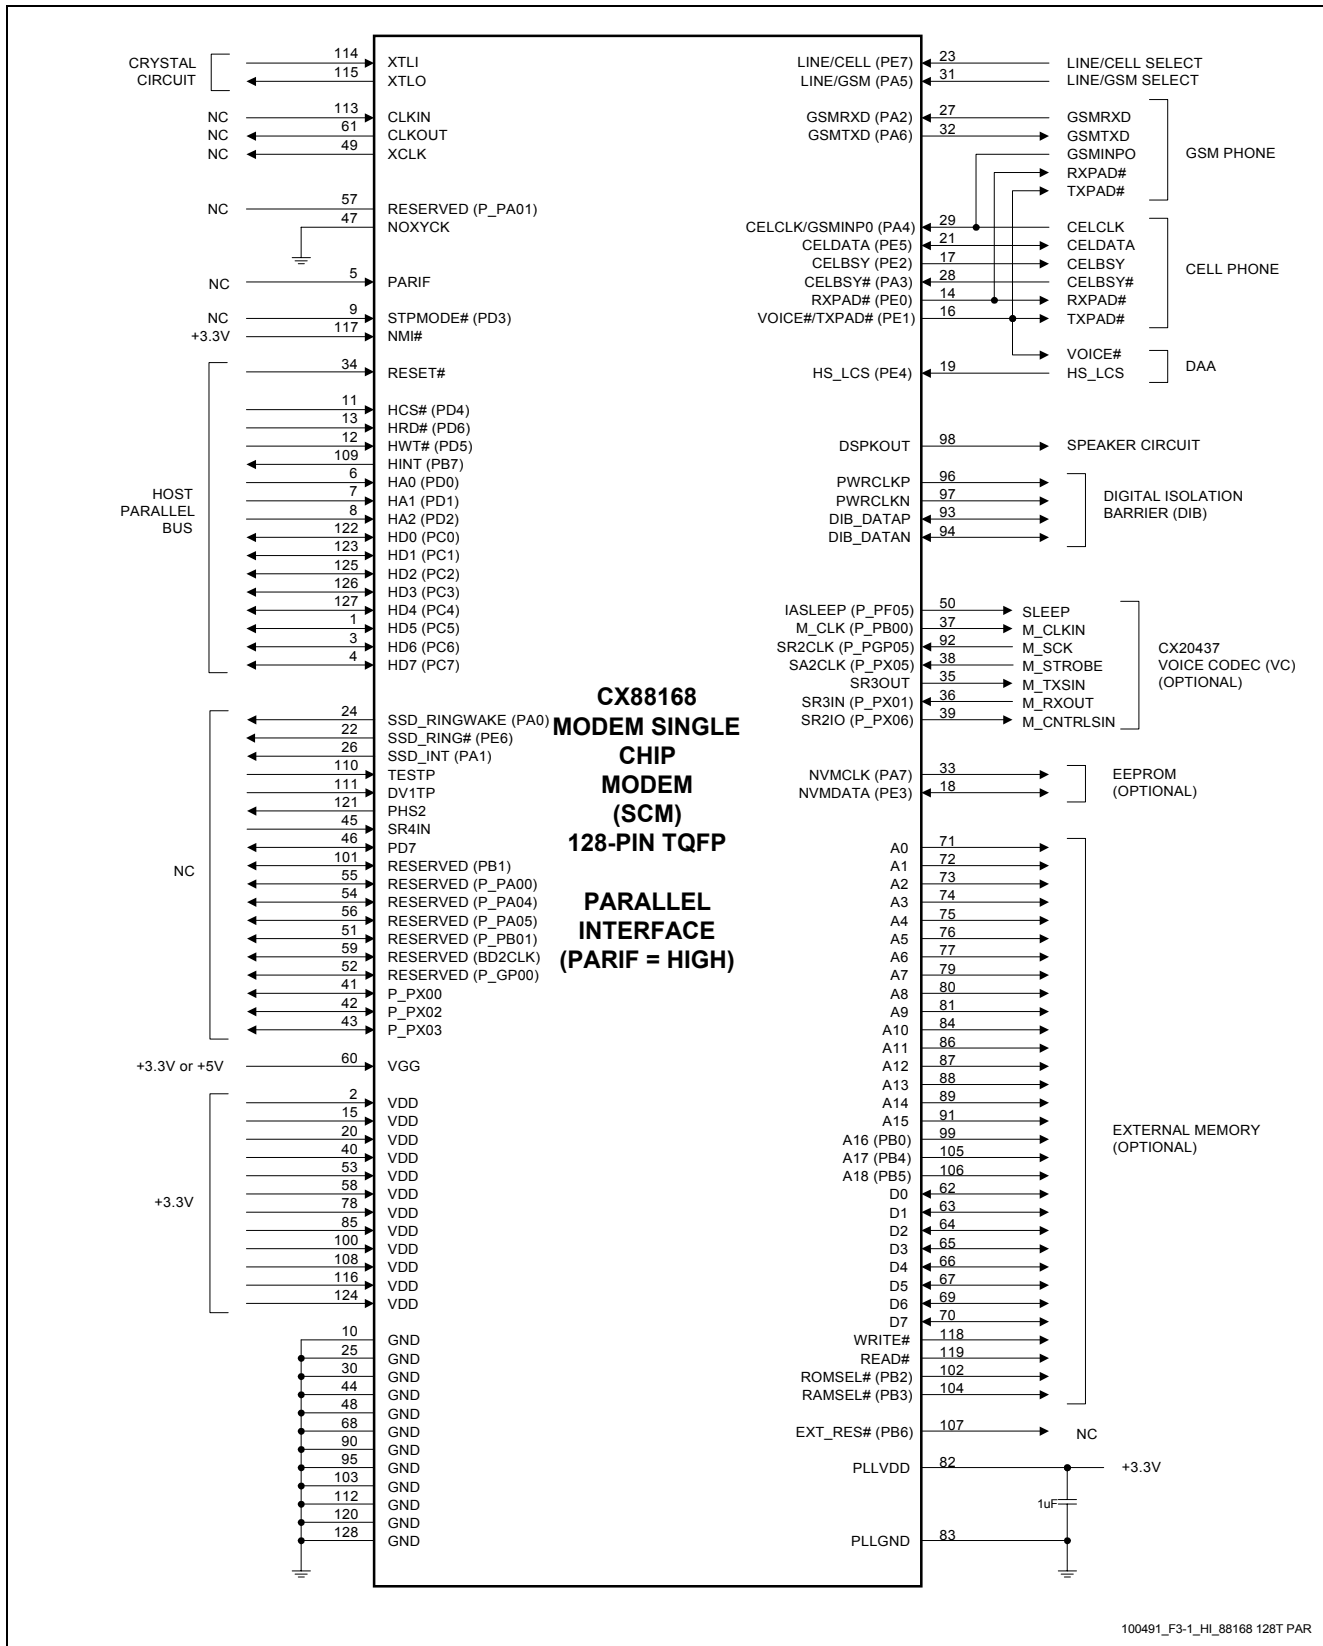 CRYSTAL
CIRCUIT
114 XTLI
115 XTLO
NC 113 CLKIN
NC 61 CLKOUT
NC 49 XCLK
NC 57 RESERVED (P_PA01)
47 NOXYCK
NC 5 PARIF
NC 9 STPMODE# (PD3)
+3.3V 117 NMI#
HOST
PARALLEL
BUS
34 RESET#
11 HCS# (PD4)
13 HRD# (PD6)
12 HWT# (PD5)
109 HINT (PB7)
6 HA0 (PD0)
7 HA1 (PD1)
8 HA2 (PD2)
122 HD0 (PC0)
123 HD1 (PC1)
125 HD2 (PC2)
126 HD3 (PC3)
127 HD4 (PC4)
1 HD5 (PC5)
3 HD6 (PC6)
4 HD7 (PC7)
NC
24 SSD_RINGWAKE (PA0)
22 SSD_RING# (PE6)
26 SSD_INT (PA1)
110 TESTP
111 DV1TP
121 PHS2
45 SR4IN
46 PD7
101 RESERVED (PB1)
55 RESERVED (P_PA00)
54 RESERVED (P_PA04)
56 RESERVED (P_PA05)
51 RESERVED (P_PB01)
59 RESERVED (BD2CLK)
52 RESERVED (P_GP00)
41 P_PX00
42 P_PX02
43 P_PX03
+3.3V or +5V 60 VGG
+3.3V
2 VDD
15 VDD
20 VDD
40 VDD
53 VDD
58 VDD
78 VDD
85 VDD
100 VDD
108 VDD
116 VDD
124 VDD
10 GND
25 GND
30 GND
44 GND
48 GND
68 GND
90 GND
95 GND
103 GND
112 GND
120 GND
128 GND
CX88168
MODEM SINGLE
CHIP
MODEM
(SCM)
128-PIN TQFP
PARALLEL
INTERFACE
(PARIF = HIGH)
LINE/CELL (PE7) 23 LINE/CELL SELECT
LINE/GSM (PA5) 31 LINE/GSM SELECT
GSMRXD (PA2) 27 GSMRXD
GSMTXD (PA6) 32 GSMTXD
GSMINPO
RXPAD#
TXPAD#
GSM PHONE
CELCLK/GSMINP0 (PA4) 29 CELCLK
CELDATA (PE5) 21 CELDATA
CELBSY (PE2) 17 CELBSY
CELBSY# (PA3) 28 CELBSY#
RXPAD# (PE0) 14 RXPAD#
VOICE#/TXPAD# (PE1) 16 TXPAD#
CELL PHONE
VOICE#
HS_LCS (PE4) 19 HS_LCS
DAA
DSPKOUT 98 SPEAKER CIRCUIT
PWRCLKP 96
PWRCLKN 97
DIB_DATAP 93
DIB_DATAN 94
DIGITAL ISOLATION
BARRIER (DIB)
IASLEEP (P_PF05) 50 SLEEP
M_CLK (P_PB00) 37 M_CLKIN
SR2CLK (P_PGP05) 92 M_SCK
SA2CLK (P_PX05) 38 M_STROBE
SR3OUT 35 M_TXSIN
SR3IN (P_PX01) 36 M_RXOUT
SR2IO (P_PX06) 39 M_CNTRLSIN
CX20437
VOICE CODEC (VC)
(OPTIONAL)
NVMCLK (PA7) 33
NVMDATA (PE3) 18
EEPROM
(OPTIONAL)
A0 71
A1 72
A2 73
A3 74
A4 75
A5 76
A6 77
A7 79
A8 80
A9 81
A10 84
A11 86
A12 87
A13 88
A14 89
A15 91
A16 (PB0) 99
A17 (PB4) 105
A18 (PB5) 106
D0 62
D1 63
D2 64
D3 65
D4 66
D5 67
D6 69
D7 70
WRITE# 118
READ# 119
ROMSEL# (PB2) 102
RAMSEL# (PB3) 104
EXTERNAL MEMORY
(OPTIONAL)
EXT_RES# (PB6) 107 NC
PLLVDD 82 +3.3V
1uF
PLLGND 83
100491_F3-1_HI_88168 128T PAR